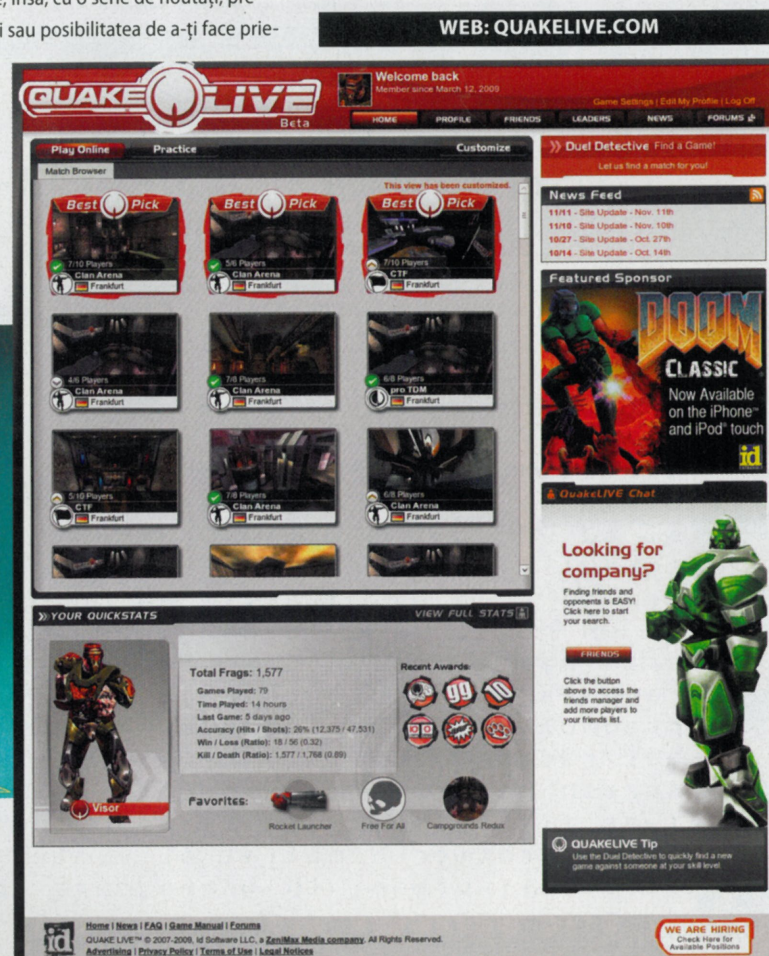 e, însă, cu o serie de noutăți, pre-
i sau posibilitatea de a-ți face prie-
WEB: QUAKELIVE.COM
QUAKE LIVE
Beta
Welcome back
Member since March 12, 2009
Game Settings | Edit My Profile | Log Off
HOME PROFILE FRIENDS LEADERS NEWS FORUMS
Play Online Practice Customize
Match Browser
This view has been customized.
Best Pick Best Pick Best Pick
7/10 Players 5/6 Players 7/10 Players
Clan Arena Clan Arena CTF
Frankfurt Frankfurt Frankfurt
4/6 Players 7/8 Players 6/8 Players
Clan Arena Clan Arena pro TDM
Frankfurt Frankfurt Frankfurt
5/10 Players 7/8 Players 6/8 Players
CTF Clan Arena Clan Arena
Frankfurt Frankfurt Frankfurt
Duel Detective Find a Game!
Let us find a match for you!
News Feed
11/11 - Site Update - Nov. 11th
11/10 - Site Update - Nov. 10th
10/27 - Site Update - Oct. 27th
10/14 - Site Update - Oct. 14th
Featured Sponsor
DOOM
CLASSIC
Now Available
on the iPhone™
and iPod® touch
id
QuakeLIVE Chat
Looking for
company?
Finding friends and
opponents is EASY!
Click here to start
your search.
FRIENDS
Click the button
above to access the
friends manager and
add more players to
your friends list.
QUAKELIVE Tip
Use the Duel Detective to quickly find a new
game against someone at your skill level!
YOUR QUICKSTATS VIEW FULL STATS
Visor
Total Frags: 1,577
Games Played: 79
Time Played: 14 hours
Last Game: 5 days ago
Accuracy (Hits / Shots): 26% (12,375 / 47,531)
Win / Loss (Ratio): 18 / 56 (0.32)
Kill / Death (Ratio): 1,577 / 1,768 (0.89)
Recent Awards:
99 10
Favorites:
Rocket Launcher Free For All Campgrounds Redux
id
Home | News | FAQ | Game Manual | Forums
QUAKE LIVE™ © 2007-2009, Id Software LLC, a ZeniMax Media company. All Rights Reserved.
Advertising | Privacy Policy | Terms of Use | Legal Notices
WE ARE HIRING
Check Here for
Available Positions